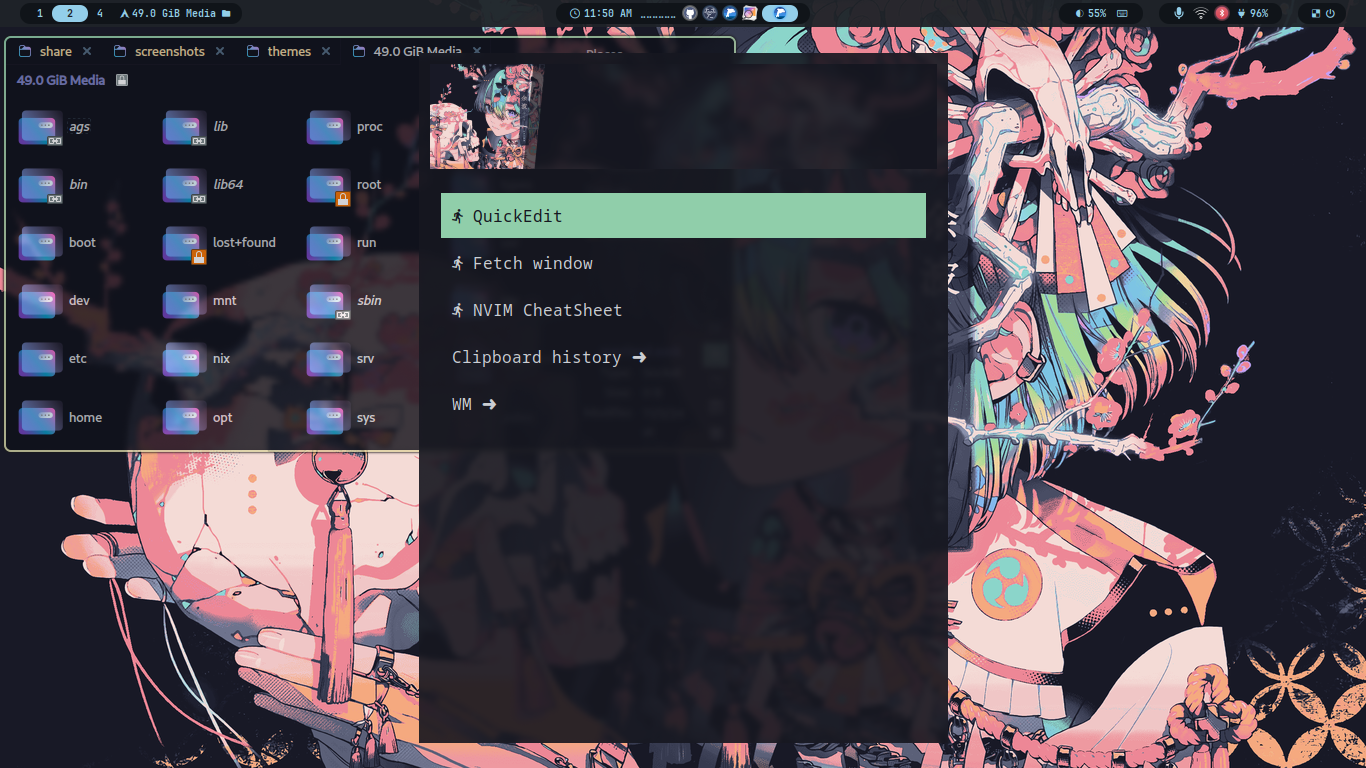 1 2 4 49.0 GiB Media 11:50 AM 55% 96%
share screenshots themes 49.0 GiB Media
49.0 GiB Media
ags lib proc
bin lib64 root
boot lost+found run
dev mnt sbin
etc nix srv
home opt sys
QuickEdit
Fetch window
NVIM CheatSheet
Clipboard history
WM